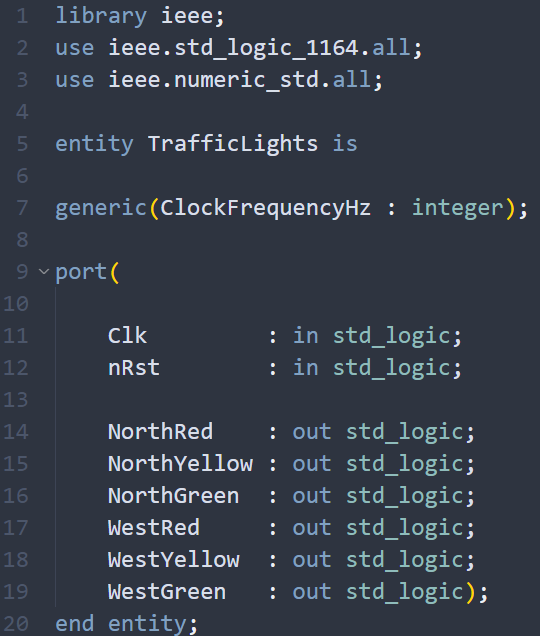 1 library ieee;
2 use ieee.std_logic_1164.all;
3 use ieee.numeric_std.all;
4
5 entity TrafficLights is
6
7 generic(ClockFrequencyHz : integer);
8
9 port(
10
11     Clk         : in std_logic;
12     nRst        : in std_logic;
13
14     NorthRed    : out std_logic;
15     NorthYellow : out std_logic;
16     NorthGreen  : out std_logic;
17     WestRed     : out std_logic;
18     WestYellow  : out std_logic;
19     WestGreen   : out std_logic);
20 end entity;